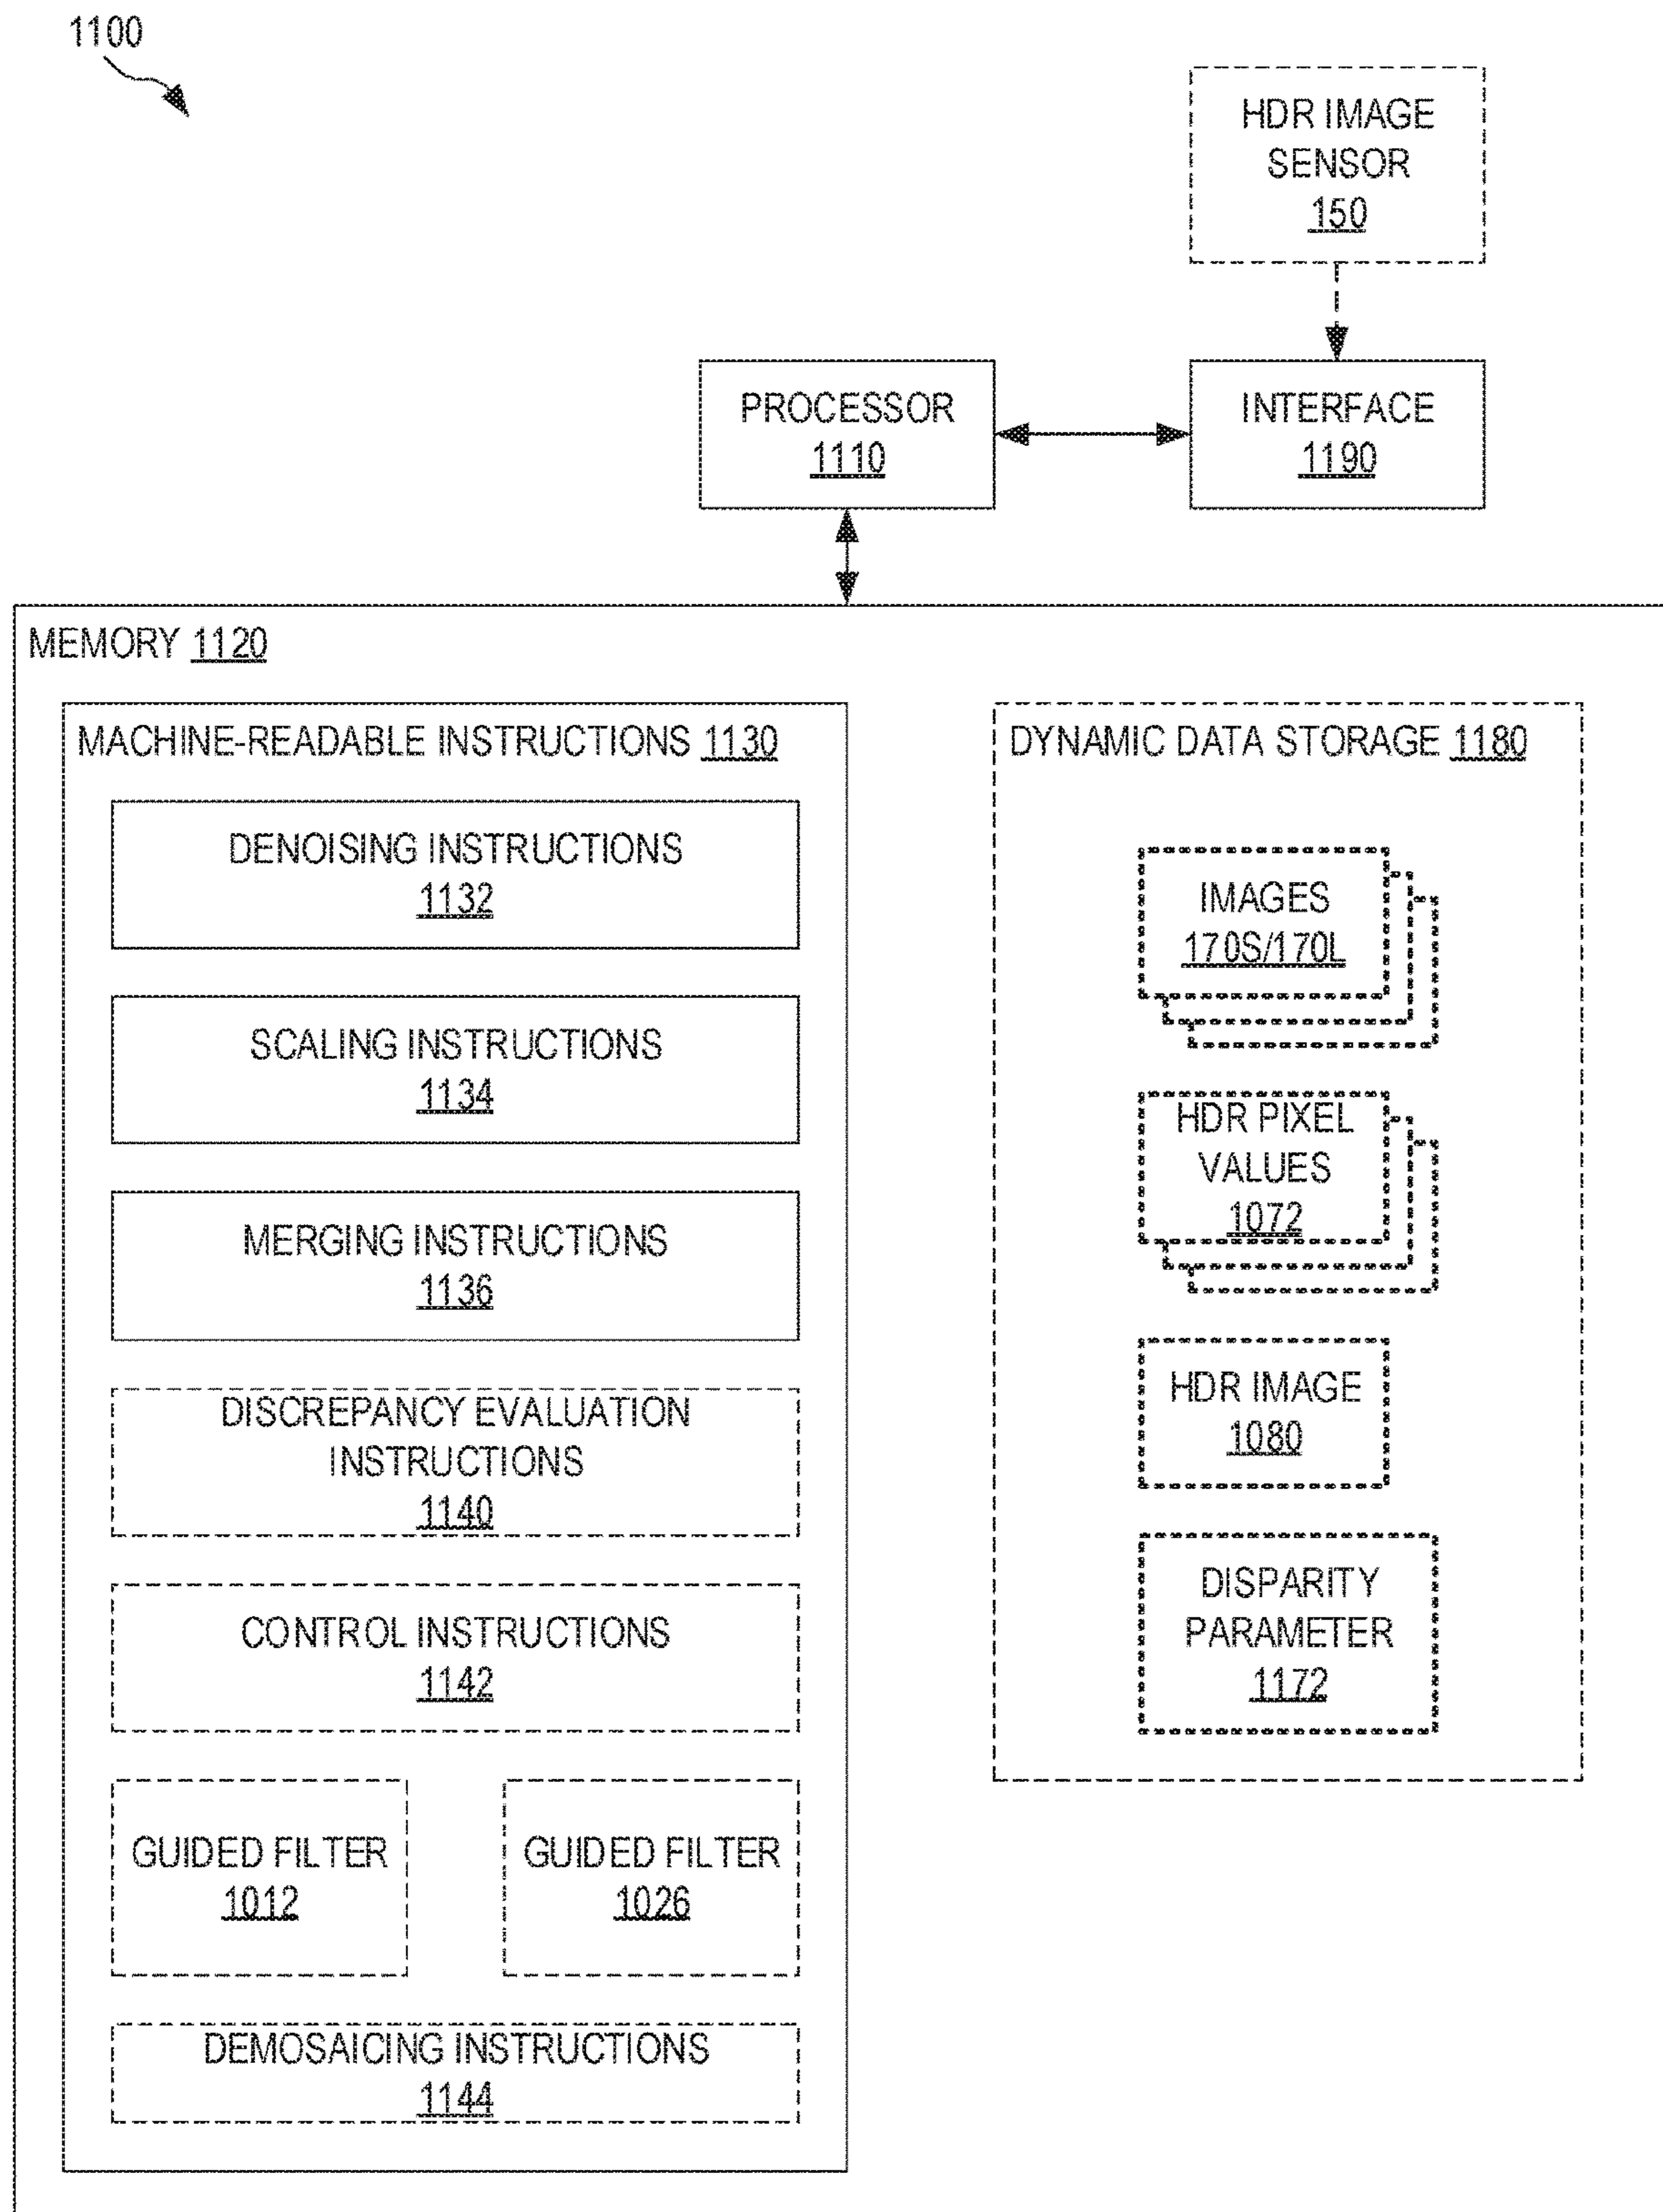 1100
HDR IMAGE
SENSOR
150
PROCESSOR
1110
INTERFACE
1190
MEMORY 1120
MACHINE-READABLE INSTRUCTIONS 1130
DENOISING INSTRUCTIONS
1132
SCALING INSTRUCTIONS
1134
MERGING INSTRUCTIONS
1136
DISCREPANCY EVALUATION
INSTRUCTIONS
1140
CONTROL INSTRUCTIONS
1142
GUIDED FILTER
1012
GUIDED FILTER
1026
DEMOSAICING INSTRUCTIONS
1144
DYNAMIC DATA STORAGE 1180
IMAGES
170S/170L
HDR PIXEL
VALUES
1072
HDR IMAGE
1080
DISPARITY
PARAMETER
1172